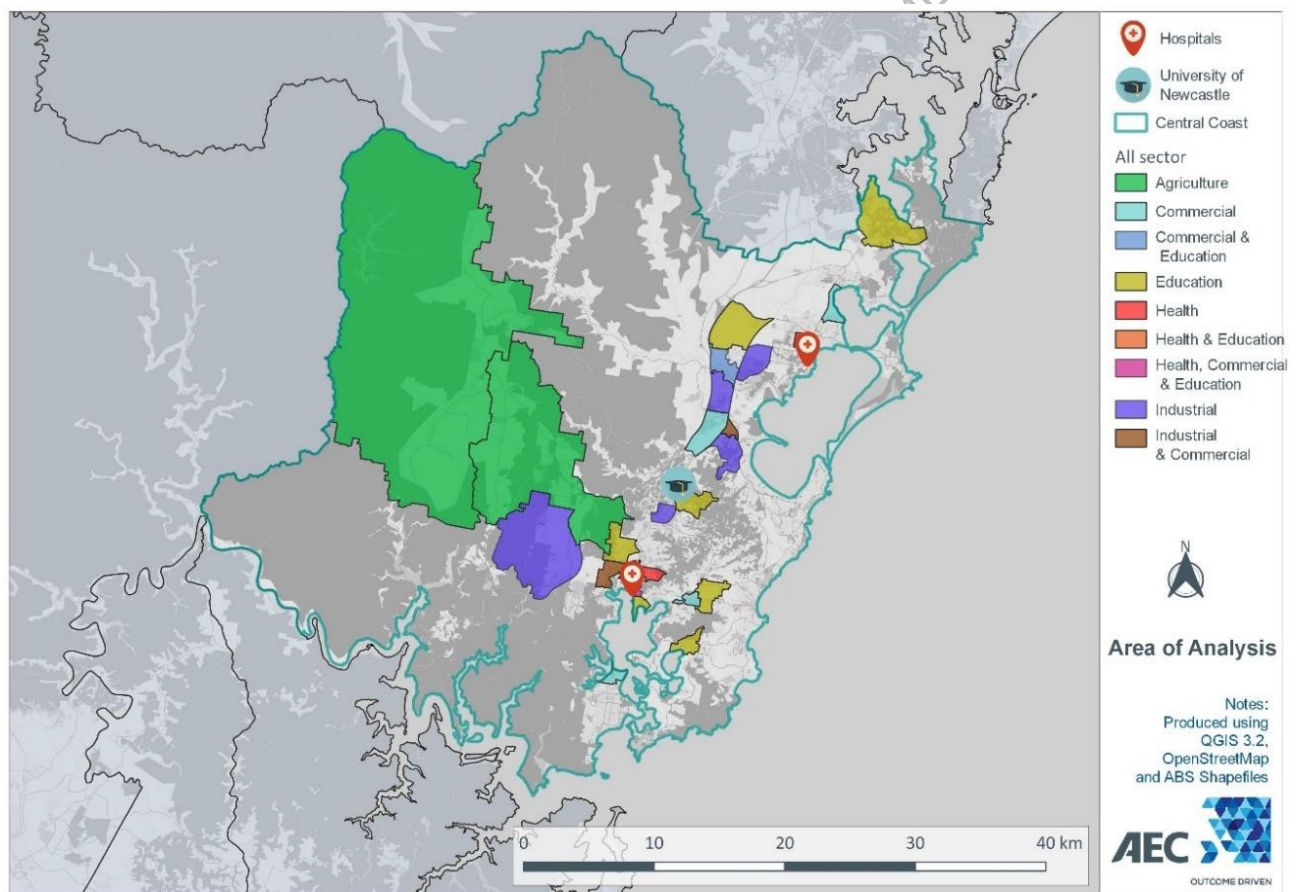 Hospitals
University of
Newcastle
Central Coast
All sector
Agriculture
Commercial
Commercial &
Education
Education
Health
Health & Education
Health, Commercial
& Education
Industrial
Industrial
& Commercial
N
Area of Analysis
Notes:
Produced using
QGIS 3.2,
OpenStreetMap
and ABS Shapefiles
0 10 20 30 40 km
AEC
OUTCOME DRIVEN